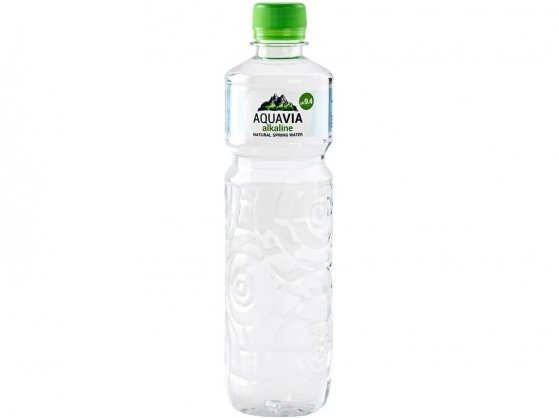 pH 9.4
AQUAVIA
alkaline
NATURAL SPRING WATER